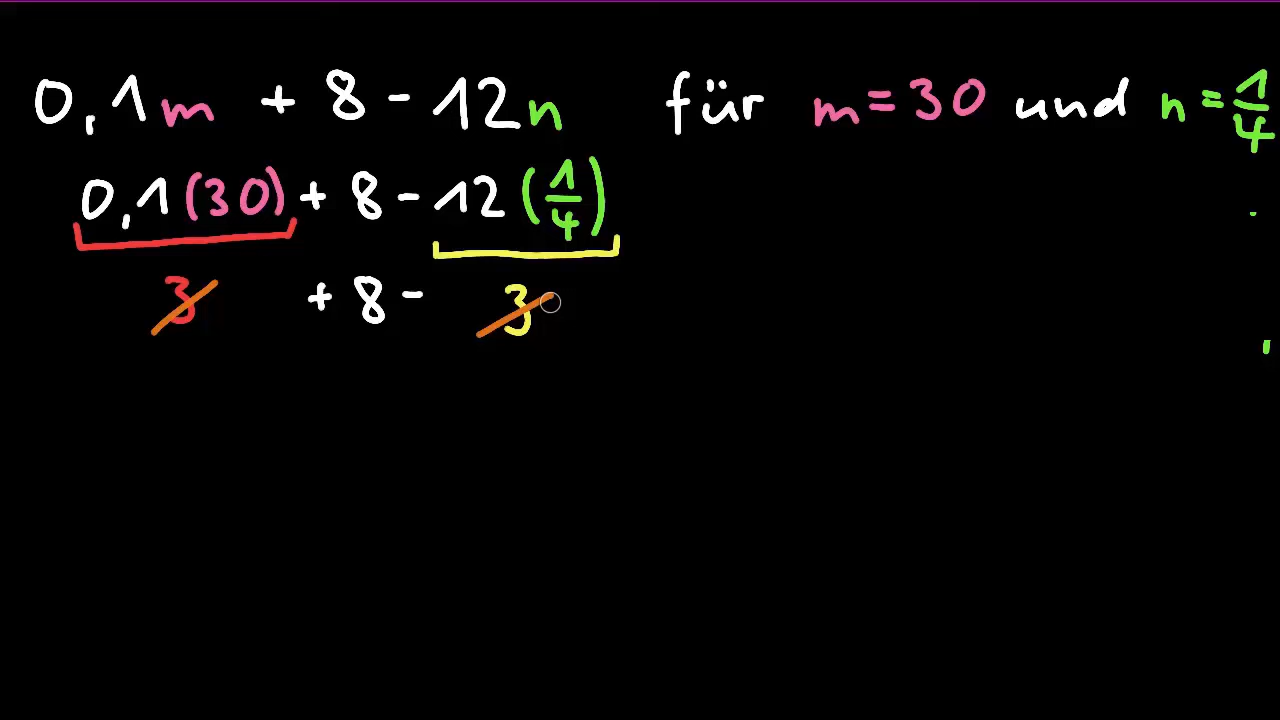 0,1m + 8 - 12n für m=30 und n=1/4
0,1(30) + 8 - 12(1/4)
3 + 8 - 3